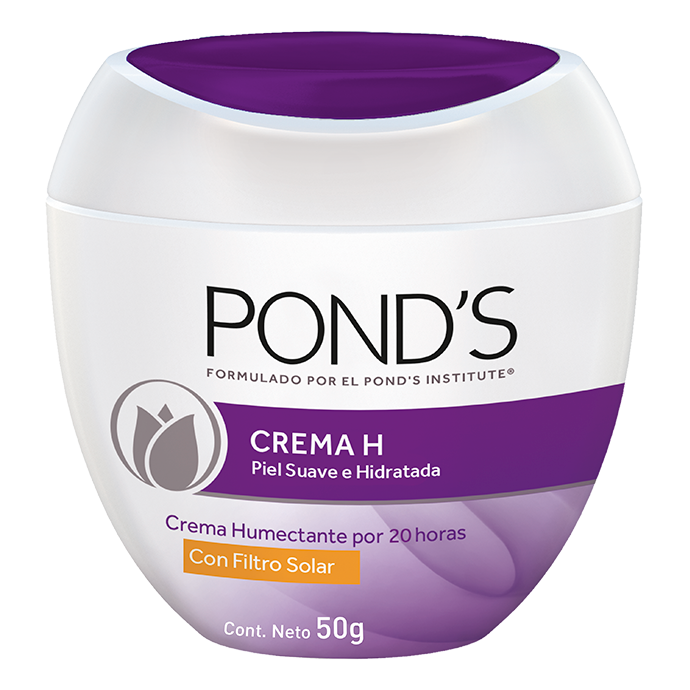 POND'S
FORMULADO POR EL POND'S INSTITUTE®
CREMA H
Piel Suave e Hidratada
Crema Humectante por 20 horas
Con Filtro Solar
Cont. Neto 50g